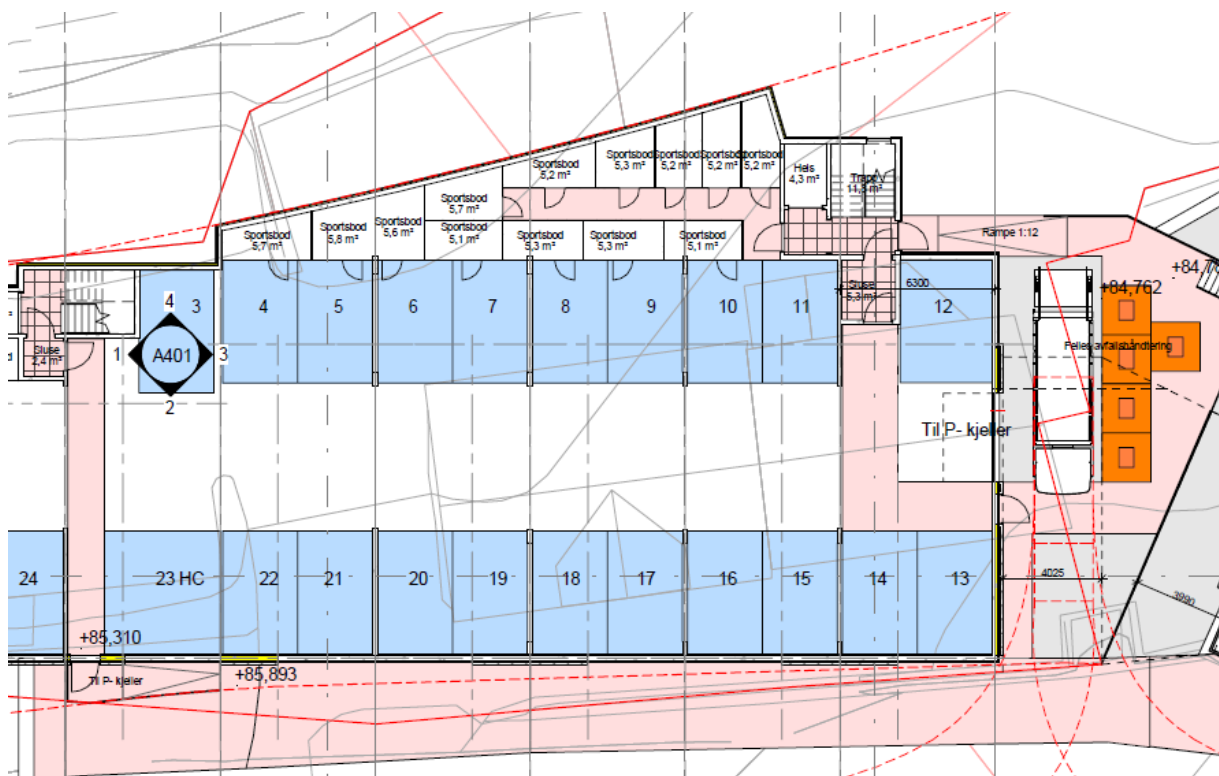 Sportsbod
5,2 m²
Sportsbod
5,3 m²
Sportsbod
5,2 m²
Sportsbod
5,2 m²
Sportsbod
5,2 m²
Heis
4,3 m²
Trapp
Sportsbod
5,7 m²
Sportsbod
5,7 m²
Sportsbod
5,8 m²
Sportsbod
5,6 m²
Sportsbod
5,1 m²
Sportsbod
5,3 m²
Sportsbod
5,3 m²
Sportsbod
5,1 m²
Rampe 1:12
+84,762
Sluse
5,3 m²
6300
4
3
4
5
6
7
8
9
10
11
12
Sluse
2,4 m²
1
A401
3
2
Felles avfallshåndtering
Til P- kjeller
24
23 HC
22
21
20
19
18
17
16
15
14
13
4025
3990
+85,310
Til P- kjeller
+85,893